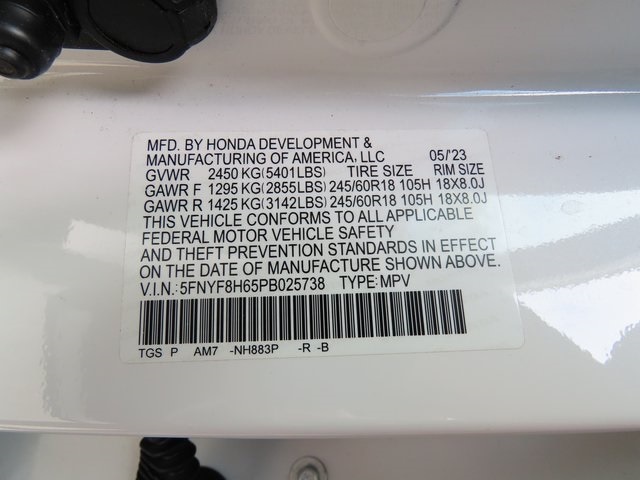 MFD. BY HONDA DEVELOPMENT &
MANUFACTURING OF AMERICA, LLC 05/'23
GVWR 2450 KG(5401LBS) TIRE SIZE RIM SIZE
GAWR F 1295 KG(2855LBS) 245/60R18 105H 18X8.0J
GAWR R 1425 KG(3142LBS) 245/60R18 105H 18X8.0J
THIS VEHICLE CONFORMS TO ALL APPLICABLE
FEDERAL MOTOR VEHICLE SAFETY
AND THEFT PREVENTION STANDARDS IN EFFECT
ON THE DATE OF MANUFACTURE SHOWN ABOVE.
V.I.N.:5FNYF8H65PB025738 TYPE:MPV
TGS P AM7 -NH883P -R -B